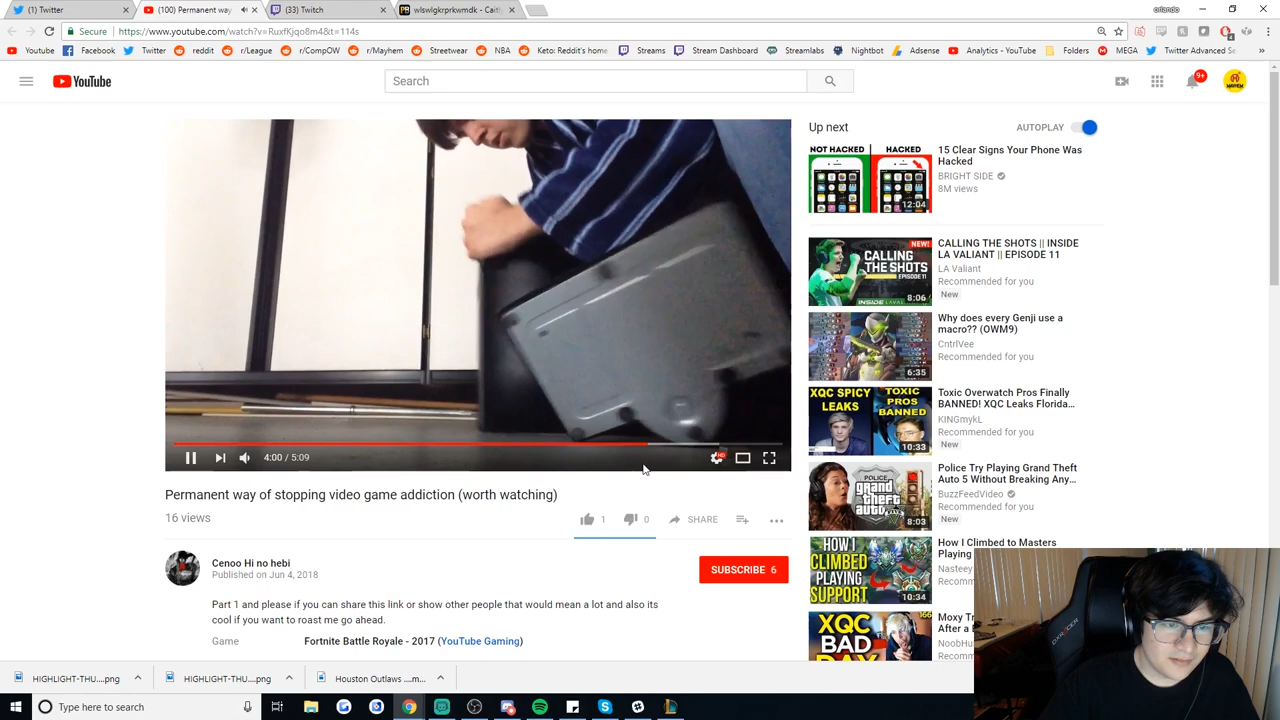 (1) Twitter
(100) Permanent way
(33) Twitch
wlswlgkrprkwmdk - Cait
orlando
Secure
https://www.youtube.com/watch?v=RuxfKjqo8m4&t=114s
Youtube
Facebook
Twitter
reddit
r/League
r/CompOW
r/Mayhem
Streetwear
NBA
Keto: Reddit's home
Streams
Stream Dashboard
Streamlabs
Nightbot
Adsense
Analytics - YouTube
Folders
MEGA
Twitter Advanced Se
YouTube
Search
9+
Up next
AUTOPLAY
NOT HACKED
HACKED
12:04
15 Clear Signs Your Phone Was
Hacked
BRIGHT SIDE
8M views
NEW!
CALLING
THE SHOTS
EPISODE 11
INSIDE
8:06
CALLING THE SHOTS || INSIDE
LA VALIANT || EPISODE 11
LA Valiant
Recommended for you
New
6:35
Why does every Genji use a
macro?? (OWM9)
CntrlVee
Recommended for you
XQC SPICY
LEAKS
TOXIC
PROS
BANNED
10:33
Toxic Overwatch Pros Finally
BANNED! XQC Leaks Florida...
KINGmykL
Recommended for you
New
POLICE
grand
theft
auto
8:03
Police Try Playing Grand Theft
Auto 5 Without Breaking Any...
BuzzFeedVideo
Recommended for you
New
HOW I
CLIMBED
PLAYING
SUPPORT
10:34
How I Climbed to Masters
Playing
Nasteey
Recomm
XQC
BAD
DAY
Moxy Tr
After a
NoobHu
Recomm
4:00 / 5:09
HD
Permanent way of stopping video game addiction (worth watching)
16 views
1
0
SHARE
Cenoo Hi no hebi
Published on Jun 4, 2018
SUBSCRIBE 6
Part 1 and please if you can share this link or show other people that would mean a lot and also its
cool if you want to roast me go ahead.
Game
Fortnite Battle Royale - 2017 (YouTube Gaming)
HIGHLIGHT-THU....png
HIGHLIGHT-THU....png
Houston Outlaws ....m...
DXRACER
Type here to search